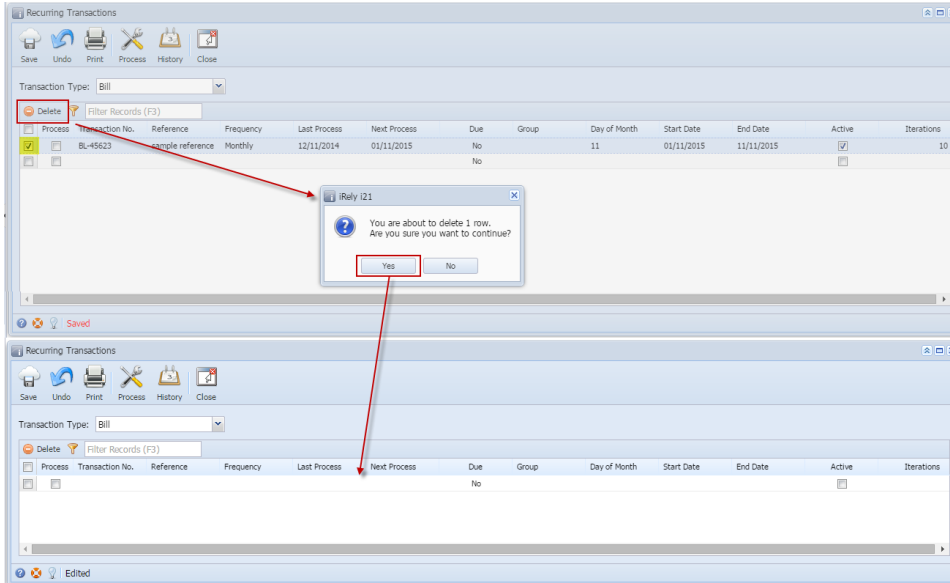 Recurring Transactions
Save Undo Print Process History Close
Transaction Type: Bill
Delete Filter Records (F3)
Process Transaction No. Reference Frequency Last Process Next Process Due Group Day of Month Start Date End Date Active Iterations
BL-45623 sample reference Monthly 12/11/2014 01/11/2015 No 11 01/11/2015 11/11/2015 10
No
iRely i21
You are about to delete 1 row.
Are you sure you want to continue?
Yes No
Saved
Recurring Transactions
Save Undo Print Process History Close
Transaction Type: Bill
Delete Filter Records (F3)
Process Transaction No. Reference Frequency Last Process Next Process Due Group Day of Month Start Date End Date Active Iterations
No
Edited